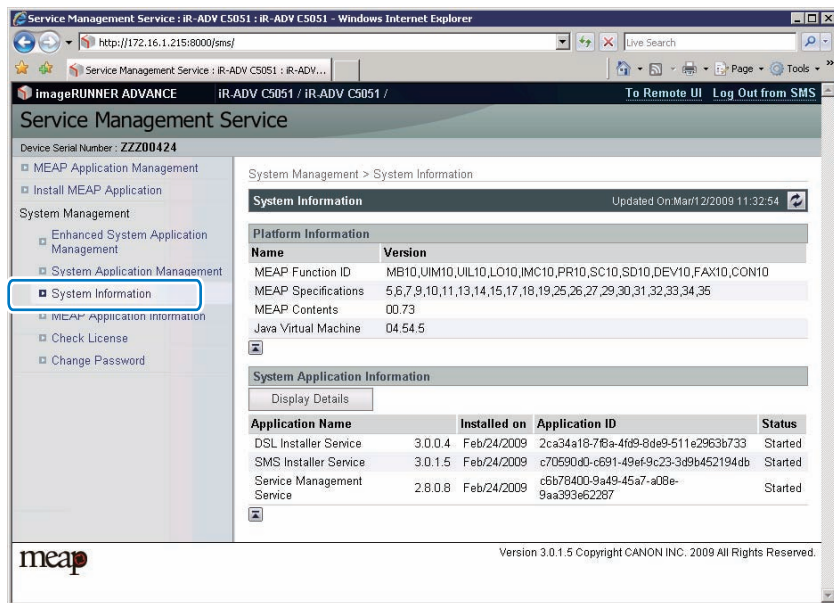 Service Management Service : iR-ADV C5051 : iR-ADV C5051 - Windows Internet Explorer
http://172.16.1.215:8000/sms/
Live Search
Service Management Service : iR-ADV C5051 : iR-ADV...
Page
Tools
imageRUNNER ADVANCE
iR-ADV C5051 / iR-ADV C5051 /
To Remote UI
Log Out from SMS
Service Management Service
Device Serial Number : ZZZ00424
MEAP Application Management
Install MEAP Application
System Management
Enhanced System Application
Management
System Application Management
System Information
MEAP Application Information
Check License
Change Password
System Management > System Information
System Information
Updated On:Mar/12/2009 11:32:54
Platform Information
Name Version
MEAP Function ID MB10,UIM10,UIL10,LO10,IMC10,PR10,SC10,SD10,DEV10,FAX10,CON10
MEAP Specifications 5,6,7,9,10,11,13,14,15,17,18,19,25,26,27,29,30,31,32,33,34,35
MEAP Contents 00.73
Java Virtual Machine 04.54.5
System Application Information
Display Details
Application Name Installed on Application ID Status
DSL Installer Service 3.0.0.4 Feb/24/2009 2ca34a18-7f8a-4fd9-8de9-511e2963b733 Started
SMS Installer Service 3.0.1.5 Feb/24/2009 c70590d0-c691-49ef-9c23-3d9b452194db Started
Service Management
Service 2.8.0.8 Feb/24/2009 c6b78400-9a49-45a7-a08e-
9aa393e62287 Started
meap
Version 3.0.1.5 Copyright CANON INC. 2009 All Rights Reserved.